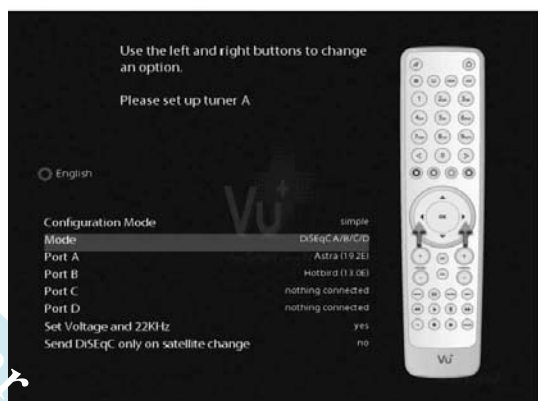 Use the left and right buttons to change
an option.
Please set up tuner A
English
Vu+
Configuration Mode simple
Mode DiSEqC A/B/C/D
Port A Astra (19.2E)
Port B Hotbird (13.0E)
Port C nothing connected
Port D nothing connected
Set Voltage and 22KHz yes
Send DiSEqC only on satellite change no
OK
Vu+